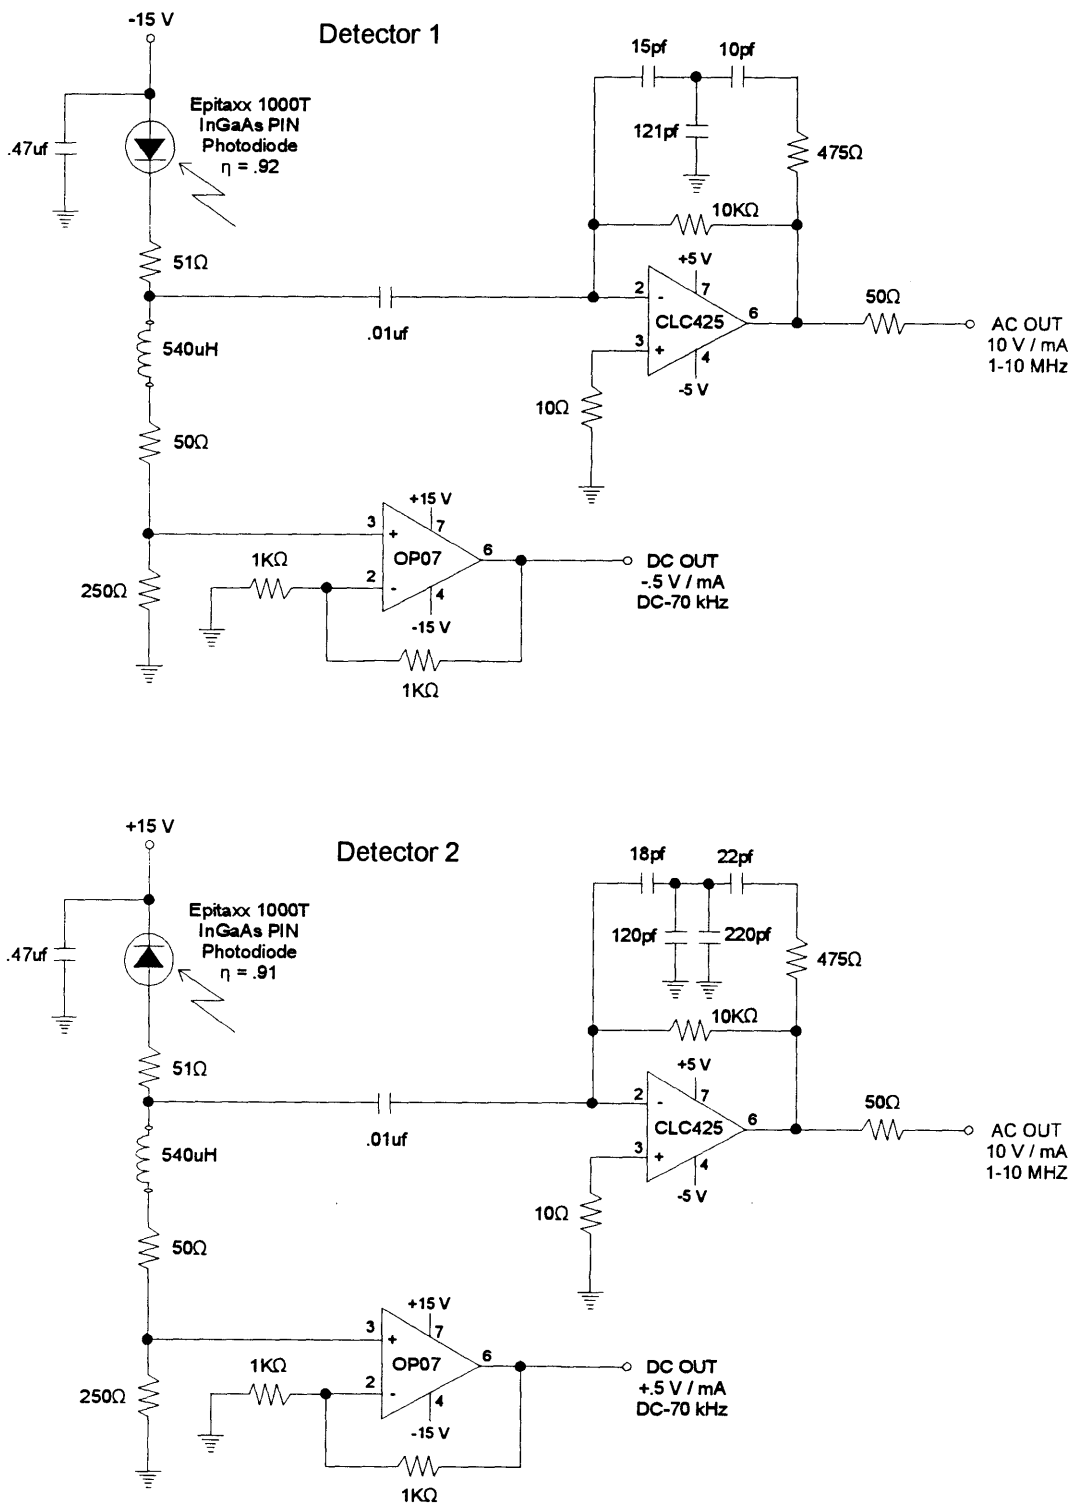 -15 V
Detector 1
15pf
10pf
Epitaxx 1000T
InGaAs PIN
Photodiode
η = .92
.47uf
121pf
475Ω
10KΩ
51Ω
+5 V
7
2
-
CLC425
6
50Ω
.01uf
3
+
4
-5 V
AC OUT
10 V / mA
1-10 MHz
540uH
10Ω
50Ω
+15 V
7
3
+
OP07
6
1KΩ
2
-
4
-15 V
DC OUT
-.5 V / mA
DC-70 kHz
250Ω
1KΩ
+15 V
Detector 2
18pf
22pf
Epitaxx 1000T
InGaAs PIN
Photodiode
η = .91
.47uf
120pf
220pf
475Ω
10KΩ
51Ω
+5 V
7
2
-
CLC425
6
50Ω
.01uf
3
+
4
-5 V
AC OUT
10 V / mA
1-10 MHZ
540uH
10Ω
50Ω
+15 V
7
3
+
OP07
6
1KΩ
2
-
4
-15 V
DC OUT
+.5 V / mA
DC-70 kHz
250Ω
1KΩ